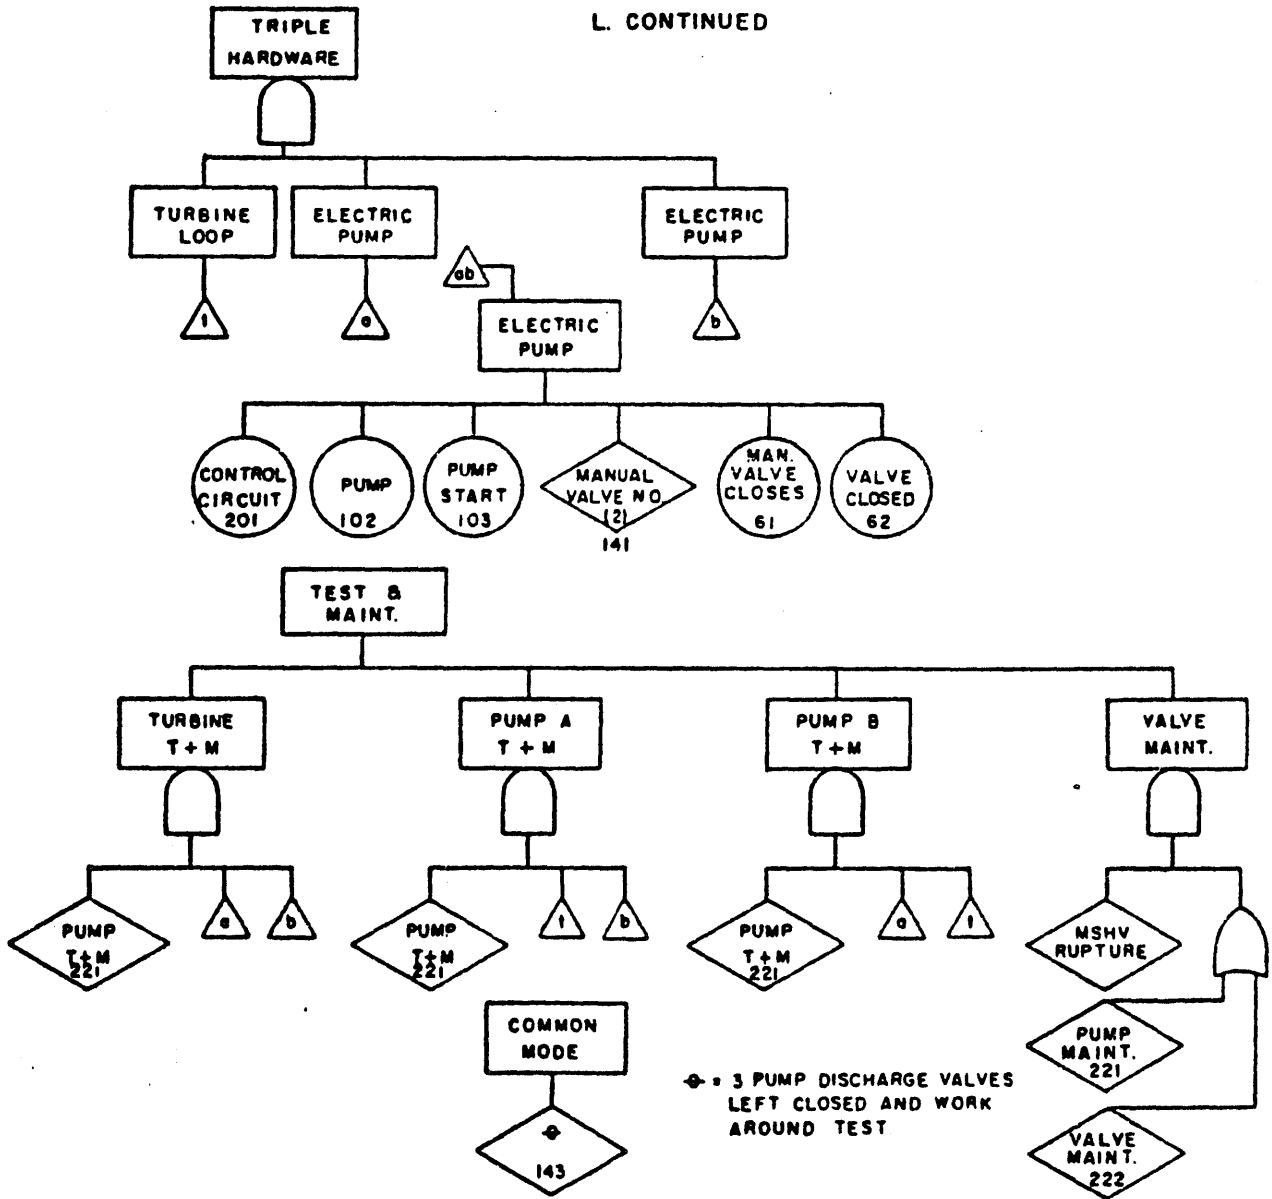 L. CONTINUED
TRIPLE
HARDWARE
TURBINE
LOOP
ELECTRIC
PUMP
ELECTRIC
PUMP
t
a
b
ab
ELECTRIC
PUMP
CONTROL
CIRCUIT
201
PUMP
102
PUMP
START
103
MANUAL
VALVE NO.
(2)
141
MAN.
VALVE
CLOSES
61
VALVE
CLOSED
62
TEST &
MAINT.
TURBINE
T + M
PUMP A
T + M
PUMP B
T + M
VALVE
MAINT.
PUMP
T+M
221
a
b
PUMP
T+M
221
t
b
PUMP
T+M
221
a
t
MSHV
RUPTURE
PUMP
MAINT.
221
VALVE
MAINT.
222
COMMON
MODE
143
= 3 PUMP DISCHARGE VALVES
LEFT CLOSED AND WORK
AROUND TEST